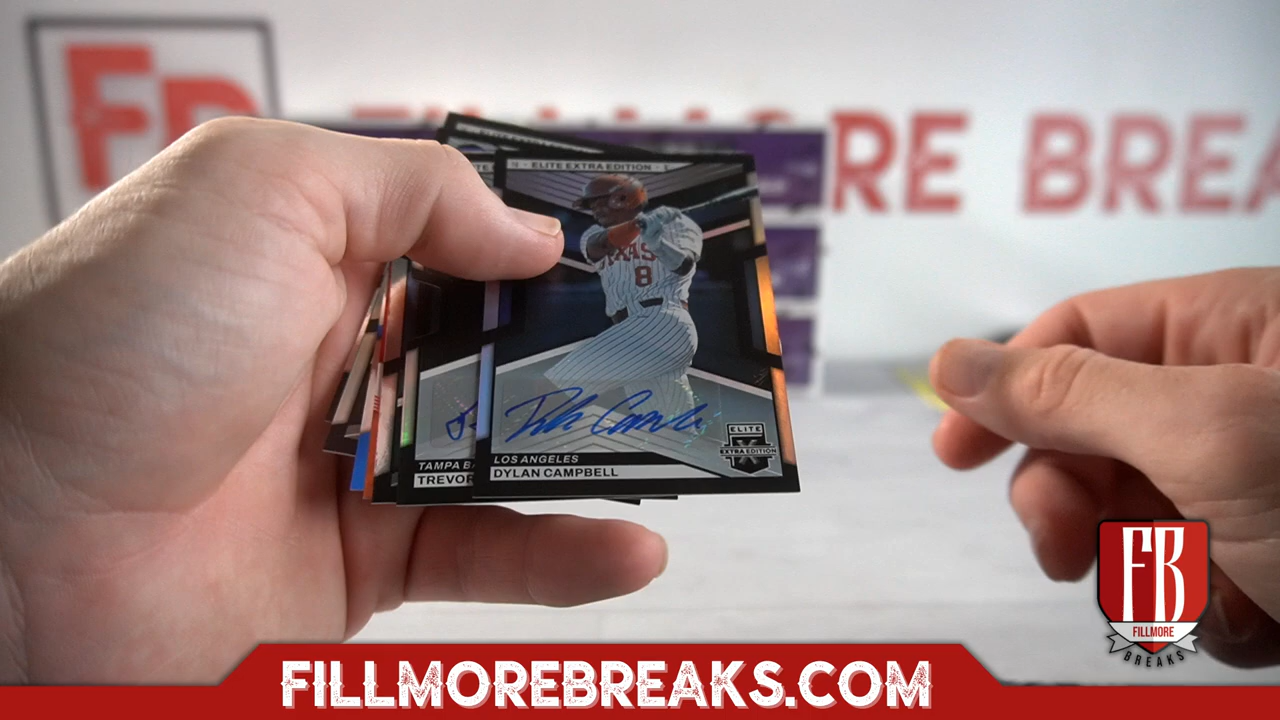 FB
RE BREA
ELITE EXTRA EDITION
TEXAS
8
ELITE
EXTRA EDITION
TAMPA BA
TREVOR
LOS ANGELES
DYLAN CAMPBELL
FB
FILLMORE
BREAKS
FILLMOREBREAKS.COM